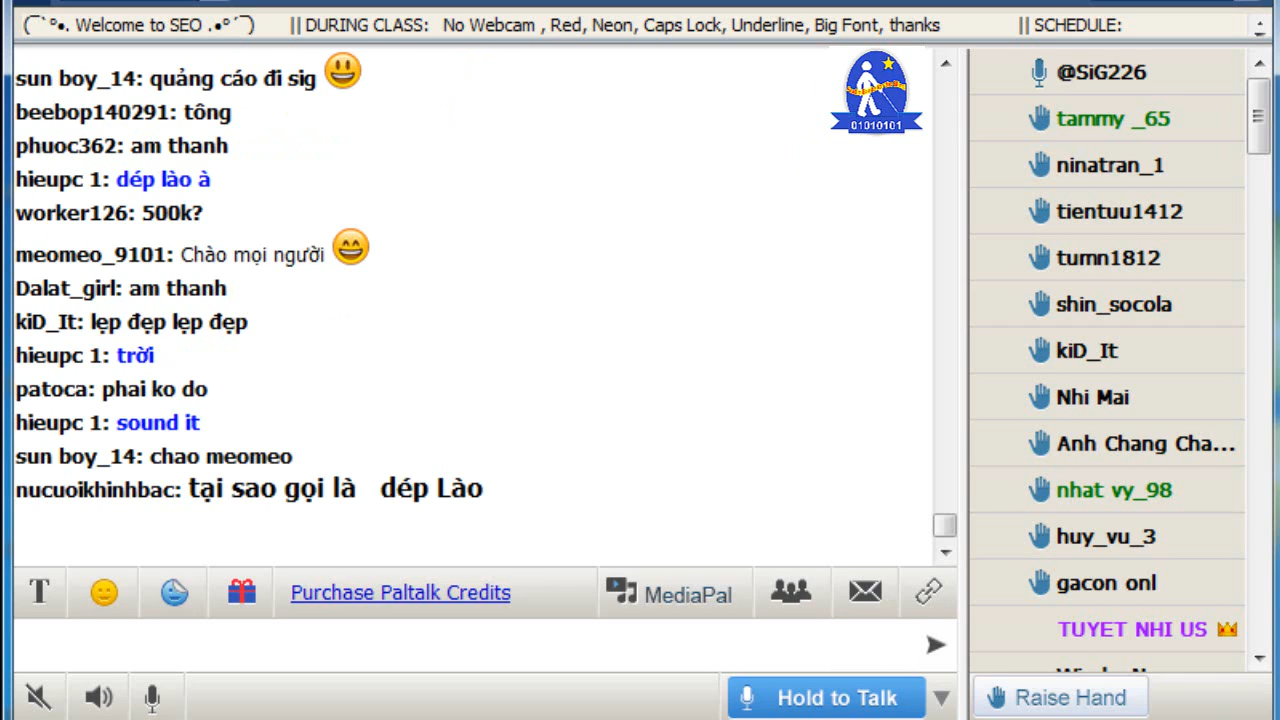 (¯`º•. Welcome to SEO .•º´¯) || DURING CLASS: No Webcam , Red, Neon, Caps Lock, Underline, Big Font, thanks || SCHEDULE:
sun boy_14: quảng cáo đi sig
beebop140291: tông
phuoc362: am thanh
hieupc 1: dép lào à
worker126: 500k?
meomeo_9101: Chào mọi người
Dalat_girl: am thanh
kiD_It: lẹp đẹp lẹp đẹp
hieupc 1: trời
patoca: phai ko do
hieupc 1: sound it
sun boy_14: chao meomeo
nucuoikhinhbac: tại sao gọi là dép Lào
01010101
@SiG226
tammy _65
ninatran_1
tientuu1412
tumn1812
shin_socola
kiD_It
Nhi Mai
Anh Chang Cha...
nhat vy_98
huy_vu_3
gacon onl
TUYET NHI US
T
Purchase Paltalk Credits
MediaPal
Hold to Talk
Raise Hand